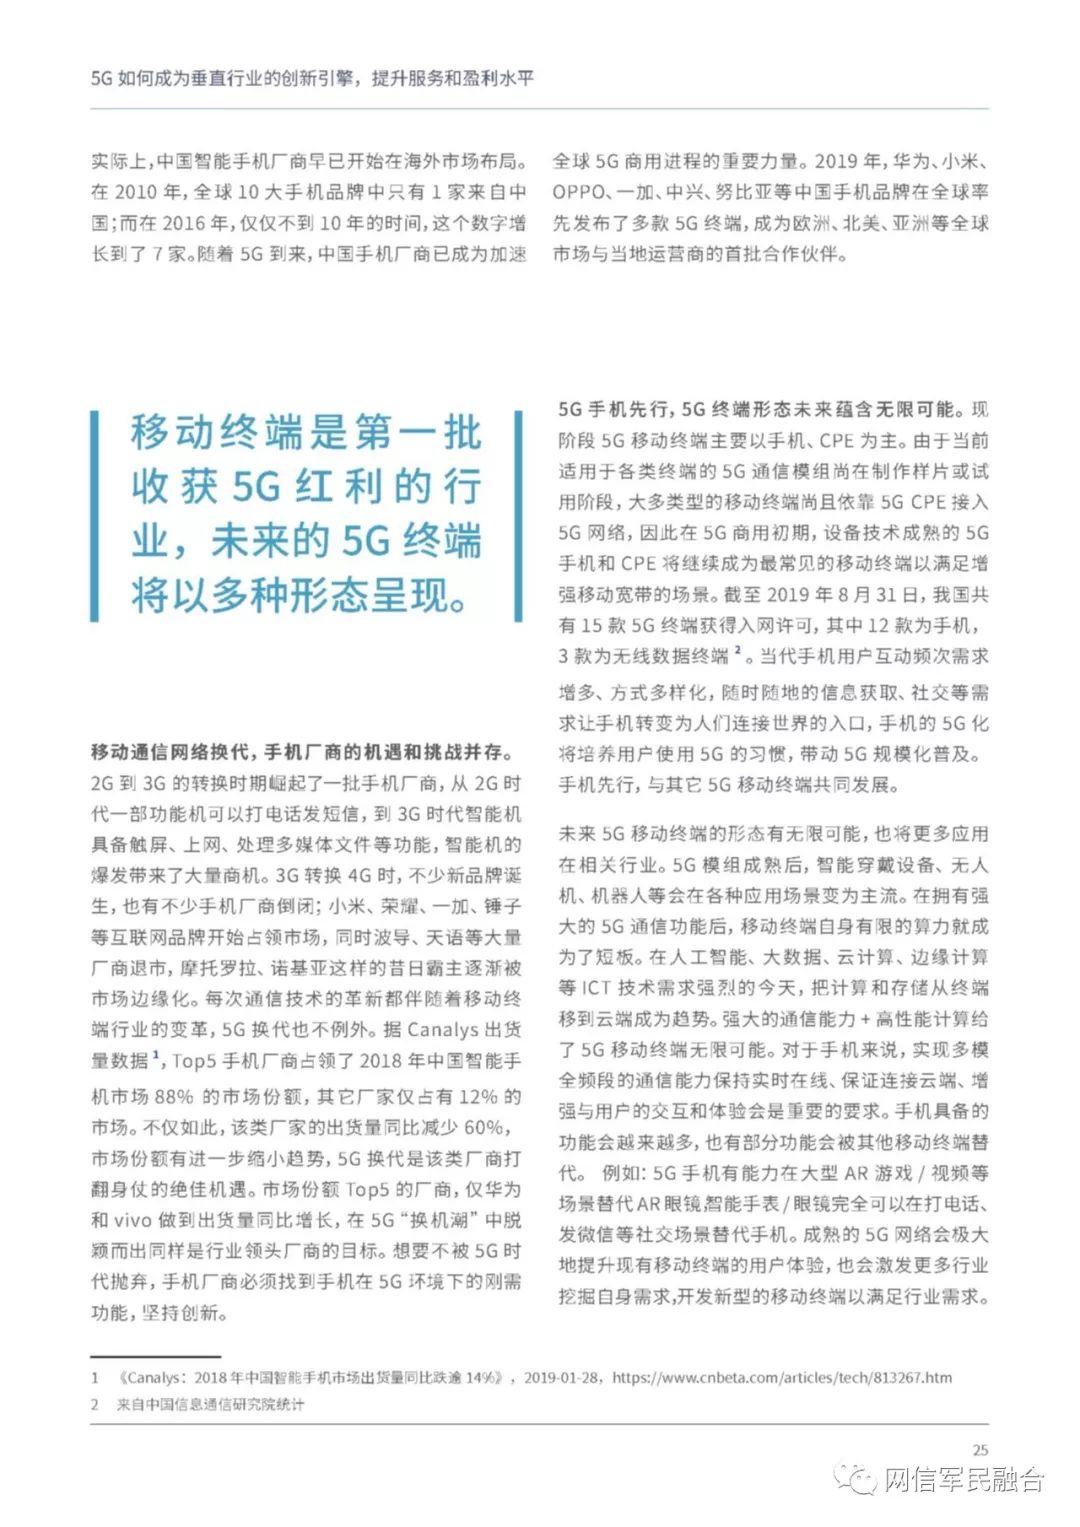 5G 如何成为垂直行业的创新引擎，提升服务和盈利水平
实际上，中国智能手机厂商早已开始在海外市场布局。
在 2010 年，全球 10 大手机品牌中只有 1 家来自中
国；而在 2016 年，仅仅不到 10 年的时间，这个数字增
长到了 7 家。随着 5G 到来，中国手机厂商已成为加速
全球 5G 商用进程的重要力量。2019 年，华为、小米、
OPPO、一加、中兴、努比亚等中国手机品牌在全球率
先发布了多款 5G 终端，成为欧洲、北美、亚洲等全球
市场与当地运营商的首批合作伙伴。
移动终端是第一批
收获 5G 红利的行
业，未来的 5G 终端
将以多种形态呈现。
移动通信网络换代，手机厂商的机遇和挑战并存。
2G 到 3G 的转换时期崛起了一批手机厂商，从 2G 时
代一部功能机可以打电话发短信，到 3G 时代智能机
具备触屏、上网、处理多媒体文件等功能，智能机的
爆发带来了大量商机。3G 转换 4G 时，不少新品牌诞
生，也有不少手机厂商倒闭；小米、荣耀、一加、锤子
等互联网品牌开始占领市场，同时波导、天语等大量
厂商退市，摩托罗拉、诺基亚这样的昔日霸主逐渐被
市场边缘化。每次通信技术的革新都伴随着移动终
端行业的变革，5G 换代也不例外。据 Canalys 出货
量数据 1，Top5 手机厂商占领了 2018 年中国智能手
机市场 88% 的市场份额，其它厂家仅占有 12% 的
市场。不仅如此，该类厂家的出货量同比减少 60%，
市场份额有进一步缩小趋势，5G 换代是该类厂商打
翻身仗的绝佳机遇。市场份额 Top5 的厂商，仅华为
和 vivo 做到出货量同比增长，在 5G “换机潮” 中脱
颖而出同样是行业领头厂商的目标。想要不被 5G 时
代抛弃，手机厂商必须找到手机在 5G 环境下的刚需
功能，坚持创新。
5G 手机先行，5G 终端形态未来蕴含无限可能。现
阶段 5G 移动终端主要以手机、CPE 为主。由于当前
适用于各类终端的 5G 通信模组尚在制作样片或试
用阶段，大多类型的移动终端尚且依靠 5G CPE 接入
5G 网络，因此在 5G 商用初期，设备技术成熟的 5G
手机和 CPE 将继续成为最常见的移动终端以满足增
强移动宽带的场景。截至 2019 年 8 月 31 日，我国共
有 15 款 5G 终端获得入网许可，其中 12 款为手机，
3 款为无线数据终端 2 。当代手机用户互动频次需求
增多、方式多样化，随时随地的信息获取、社交等需
求让手机转变为人们连接世界的入口，手机的 5G 化
将培养用户使用 5G 的习惯，带动 5G 规模化普及。
手机先行，与其它 5G 移动终端共同发展。
未来 5G 移动终端的形态有无限可能，也将更多应用
在相关行业。5G 模组成熟后，智能穿戴设备、无人
机、机器人等会在各种应用场景变为主流。在拥有强
大的 5G 通信功能后，移动终端自身有限的算力就成
为了短板。在人工智能、大数据、云计算、边缘计算
等 ICT 技术需求强烈的今天，把计算和存储从终端
移到云端成为趋势。强大的通信能力 + 高性能计算给
了 5G 移动终端无限可能。对于手机来说，实现多模
全频段的通信能力保持实时在线、保证连接云端、增
强与用户的交互和体验会是重要的要求。手机具备的
功能会越来越多，也有部分功能会被其他移动终端替
代。 例如：5G 手机有能力在大型 AR 游戏 / 视频等
场景替代 AR 眼镜,智能手表 / 眼镜完全可以在打电话、
发微信等社交场景替代手机。成熟的 5G 网络会极大
地提升现有移动终端的用户体验，也会激发更多行业
挖掘自身需求,开发新型的移动终端以满足行业需求。
1 《Canalys：2018 年中国智能手机市场出货量同比跌逾 14%》，2019-01-28，https://www.cnbeta.com/articles/tech/813267.htm
2 来自中国信息通信研究院统计
25
网信军民融合